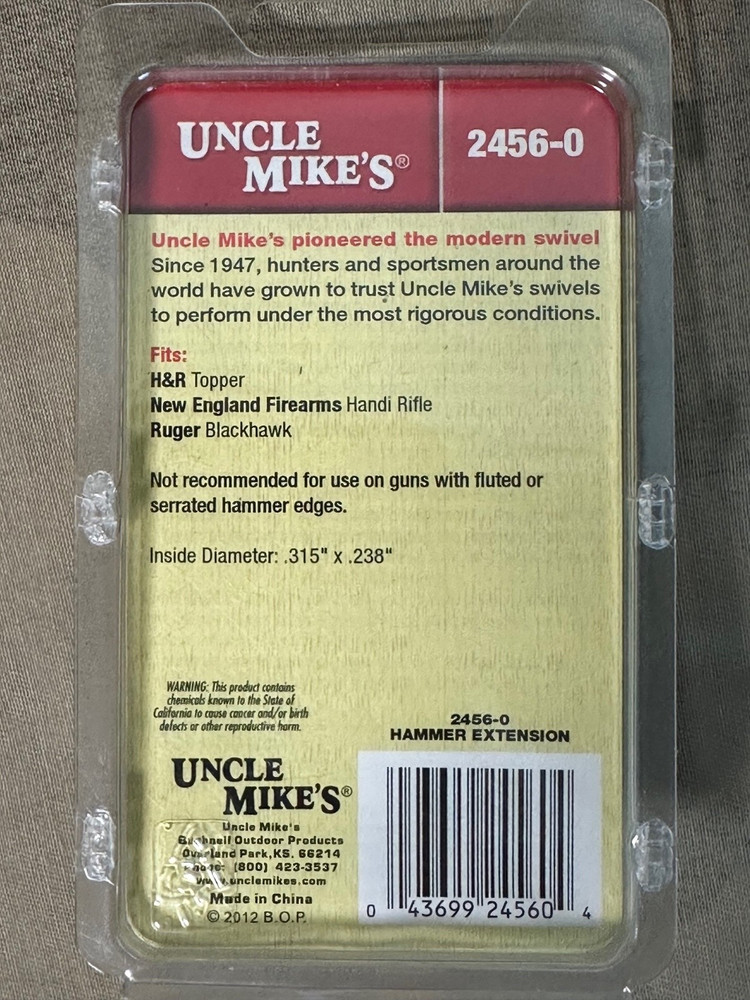 UNCLE
MIKE'S®
2456-0
Uncle Mike's pioneered the modern swivel
Since 1947, hunters and sportsmen around the
world have grown to trust Uncle Mike's swivels
to perform under the most rigorous conditions.
Fits:
H&R Topper
New England Firearms Handi Rifle
Ruger Blackhawk
Not recommended for use on guns with fluted or
serrated hammer edges.
Inside Diameter: .315" x .238"
WARNING: This product contains
chemicals known to the State of
California to cause cancer and/or birth
defects or other reproductive harm.
UNCLE
MIKE'S®
Uncle Mike's
Bushnell Outdoor Products
Overland Park, KS. 66214
Phone: (800) 423-3537
www.unclemikes.com
Made in China
© 2012 B.O.P.
2456-0
HAMMER EXTENSION
0 43699 24560 4